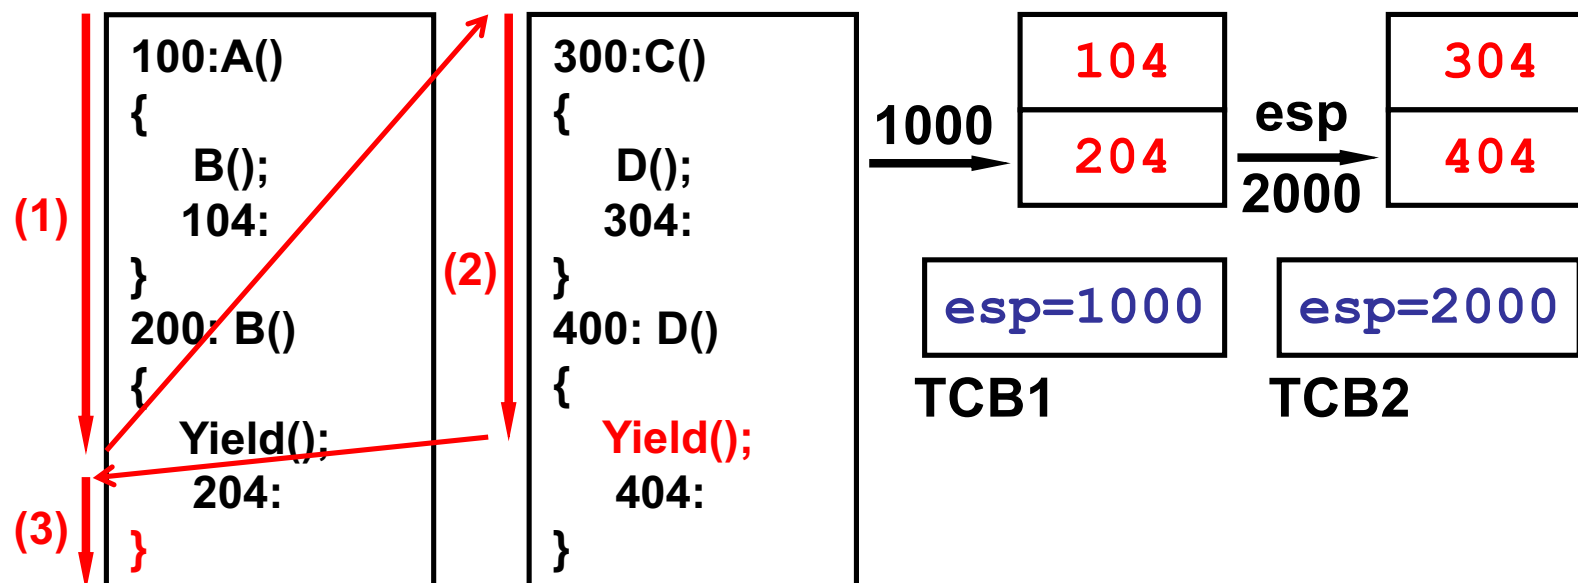 (1)
(3)
100:A()
{
B();
104:
}
200: B()
{
Yield();
204:
}
(2)
300:C()
{
D();
304:
}
400: D()
{
Yield();
404:
}
1000
104
204
esp
2000
304
404
esp=1000
TCB1
esp=2000
TCB2